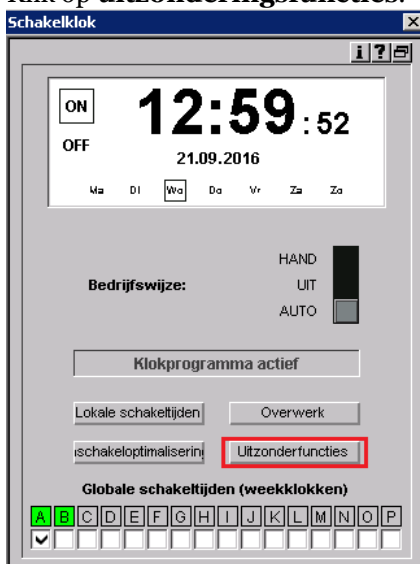 Klik op uitzonderingsfuncties.
Schakelklok
i ?
ON
12:59:52
OFF
21.09.2016
Ma Di Wo Do Vr Za Zo
HAND
Bedrijfswijze: UIT
AUTO
Klokprogramma actief
Lokale schakeltijden Overwerk
nschakeloptimalisering Uitzonderfuncties
Globale schakeltijden (weekklokken)
A B C D E F G H I J K L M N O P